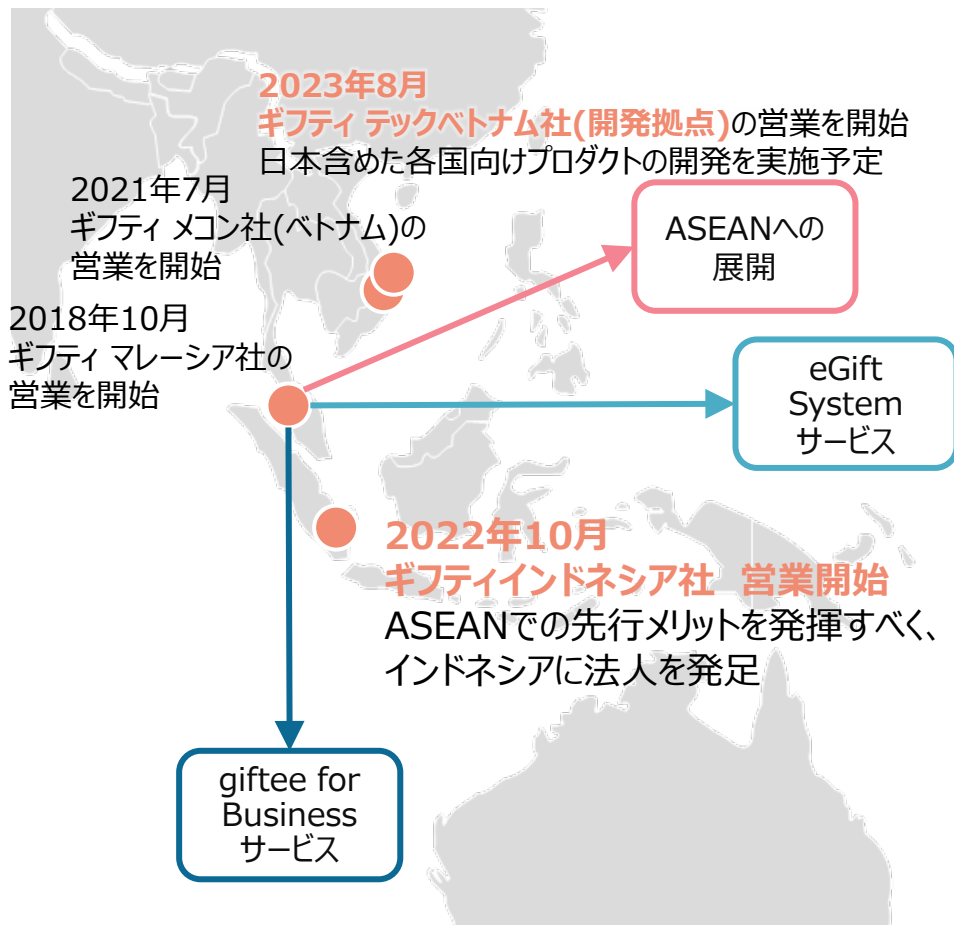 2023年8月
ギフティ テックベトナム社(開発拠点)の営業を開始
日本含めた各国向けプロダクトの開発を実施予定
2021年7月
ギフティ メコン社(ベトナム)の
営業を開始
2018年10月
ギフティ マレーシア社の
営業を開始
ASEANへの
展開
eGift
System
サービス
2022年10月
ギフティインドネシア社　営業開始
ASEANでの先行メリットを発揮すべく、
インドネシアに法人を発足
giftee for
Business
サービス